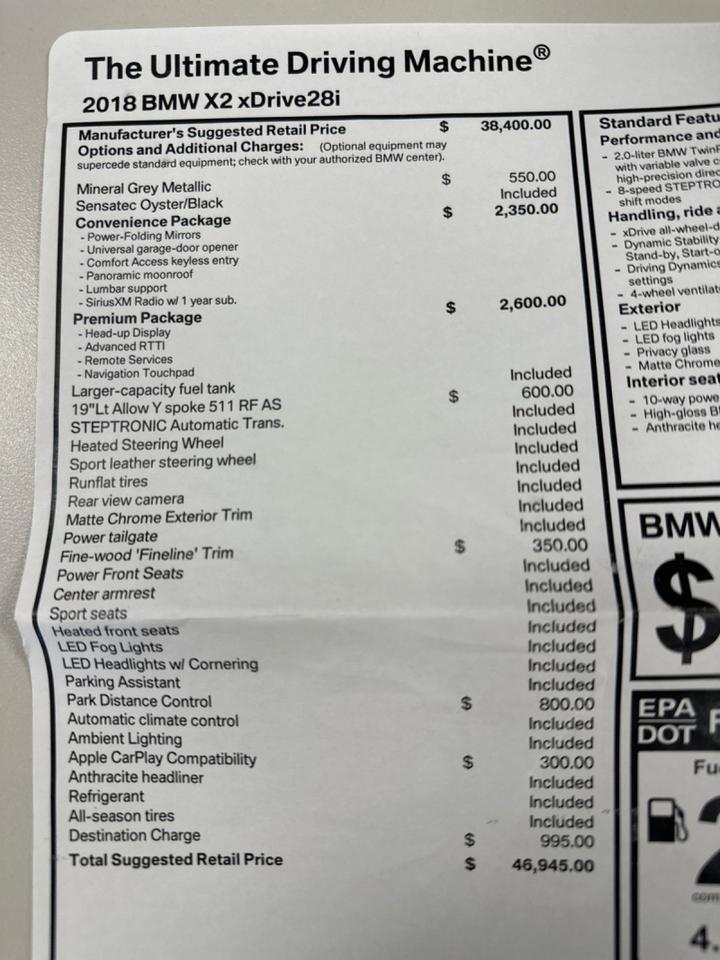 The Ultimate Driving Machine®
2018 BMW X2 xDrive28i
Manufacturer's Suggested Retail Price $ 38,400.00
Options and Additional Charges: (Optional equipment may
supercede standard equipment; check with your authorized BMW center).
Mineral Grey Metallic $ 550.00
Sensatec Oyster/Black Included
Convenience Package $ 2,350.00
- Power-Folding Mirrors
- Universal garage-door opener
- Comfort Access keyless entry
- Panoramic moonroof
- Lumbar support
- SiriusXM Radio w/ 1 year sub.
Premium Package $ 2,600.00
- Head-up Display
- Advanced RTTI
- Remote Services
- Navigation Touchpad
Larger-capacity fuel tank Included
19"Lt Allow Y spoke 511 RF AS $ 600.00
STEPTRONIC Automatic Trans. Included
Heated Steering Wheel Included
Sport leather steering wheel Included
Runflat tires Included
Rear view camera Included
Matte Chrome Exterior Trim Included
Power tailgate Included
Fine-wood 'Fineline' Trim $ 350.00
Power Front Seats Included
Center armrest Included
Sport seats Included
Heated front seats Included
LED Fog Lights Included
LED Headlights w/ Cornering Included
Parking Assistant Included
Park Distance Control $ 800.00
Automatic climate control Included
Ambient Lighting Included
Apple CarPlay Compatibility $ 300.00
Anthracite headliner Included
Refrigerant Included
All-season tires Included
Destination Charge $ 995.00
Total Suggested Retail Price $ 46,945.00
Standard Featu
Performance and
- 2.0-liter BMW TwinP
with variable valve c
high-precision direc
- 8-speed STEPTRO
shift modes
Handling, ride a
- xDrive all-wheel-d
- Dynamic Stability
Stand-by, Start-o
- Driving Dynamics
settings
- 4-wheel ventilat
Exterior
- LED Headlights
- LED fog lights
- Privacy glass
- Matte Chrome
Interior seat
- 10-way powe
- High-gloss Bl
- Anthracite he
BMW
$
EPA
DOT
Fu
2
com
4.